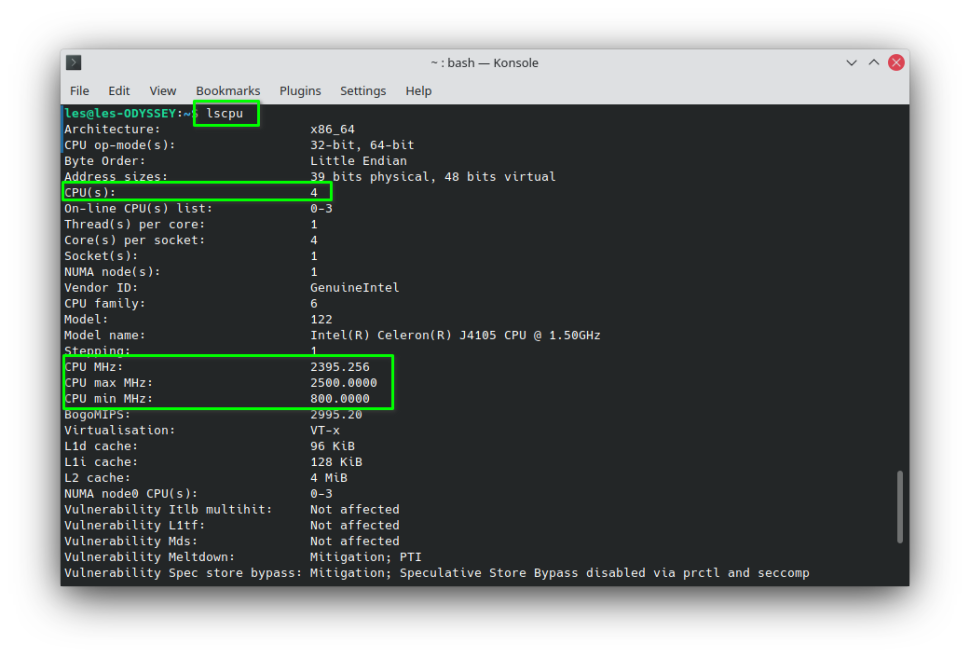 ~ : bash — Konsole
File Edit View Bookmarks Plugins Settings Help
les@les-ODYSSEY:~$ lscpu
Architecture: x86_64
CPU op-mode(s): 32-bit, 64-bit
Byte Order: Little Endian
Address sizes: 39 bits physical, 48 bits virtual
CPU(s): 4
On-line CPU(s) list: 0-3
Thread(s) per core: 1
Core(s) per socket: 4
Socket(s): 1
NUMA node(s): 1
Vendor ID: GenuineIntel
CPU family: 6
Model: 122
Model name: Intel(R) Celeron(R) J4105 CPU @ 1.50GHz
Stepping: 1
CPU MHz: 2395.256
CPU max MHz: 2500.0000
CPU min MHz: 800.0000
BogoMIPS: 2995.20
Virtualisation: VT-x
L1d cache: 96 KiB
L1i cache: 128 KiB
L2 cache: 4 MiB
NUMA node0 CPU(s): 0-3
Vulnerability Itlb multihit: Not affected
Vulnerability L1tf: Not affected
Vulnerability Mds: Not affected
Vulnerability Meltdown: Mitigation; PTI
Vulnerability Spec store bypass: Mitigation; Speculative Store Bypass disabled via prctl and seccomp